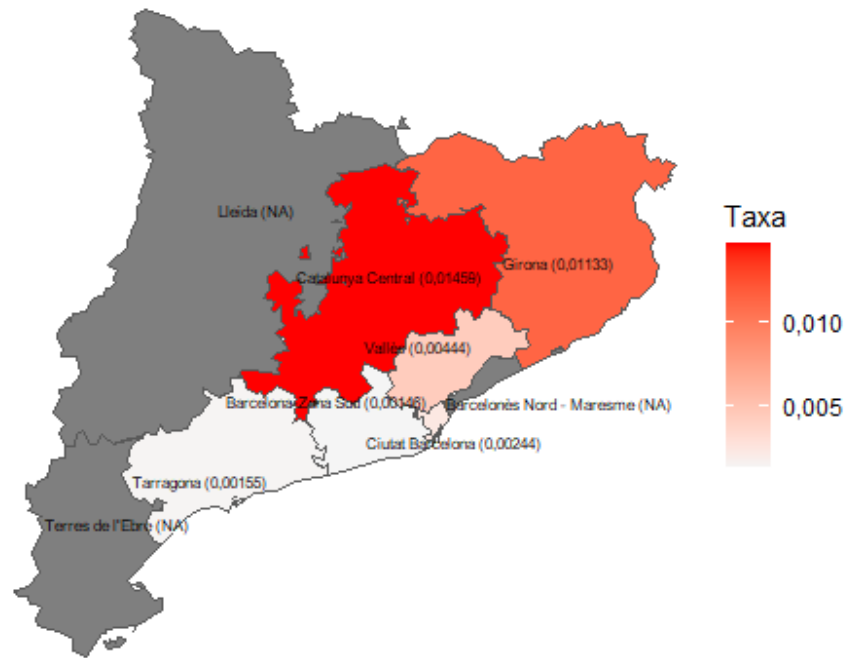 Lleida (NA)
Taxa
Girona (0,01133)
Catalunya Central (0,01459)
0,010
Vallès (0,00444)
Barcelona Zona Sud (0,00146)
Barcelonès Nord - Maresme (NA)
0,005
Ciutat Barcelona (0,00244)
Tarragona (0,00155)
Terres de l'Ebre (NA)